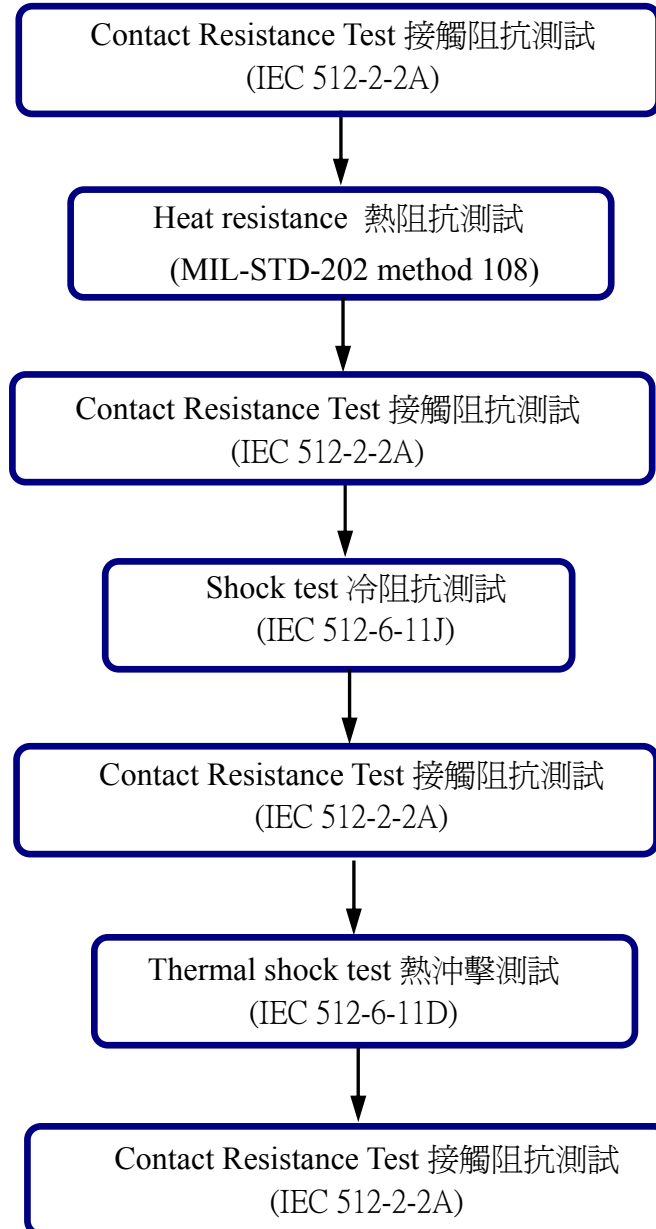 Contact Resistance Test 接觸阻抗測試
(IEC 512-2-2A)
Heat resistance 熱阻抗測試
(MIL-STD-202 method 108)
Contact Resistance Test 接觸阻抗測試
(IEC 512-2-2A)
Shock test 冷阻抗測試
(IEC 512-6-11J)
Contact Resistance Test 接觸阻抗測試
(IEC 512-2-2A)
Thermal shock test 熱沖擊測試
(IEC 512-6-11D)
Contact Resistance Test 接觸阻抗測試
(IEC 512-2-2A)